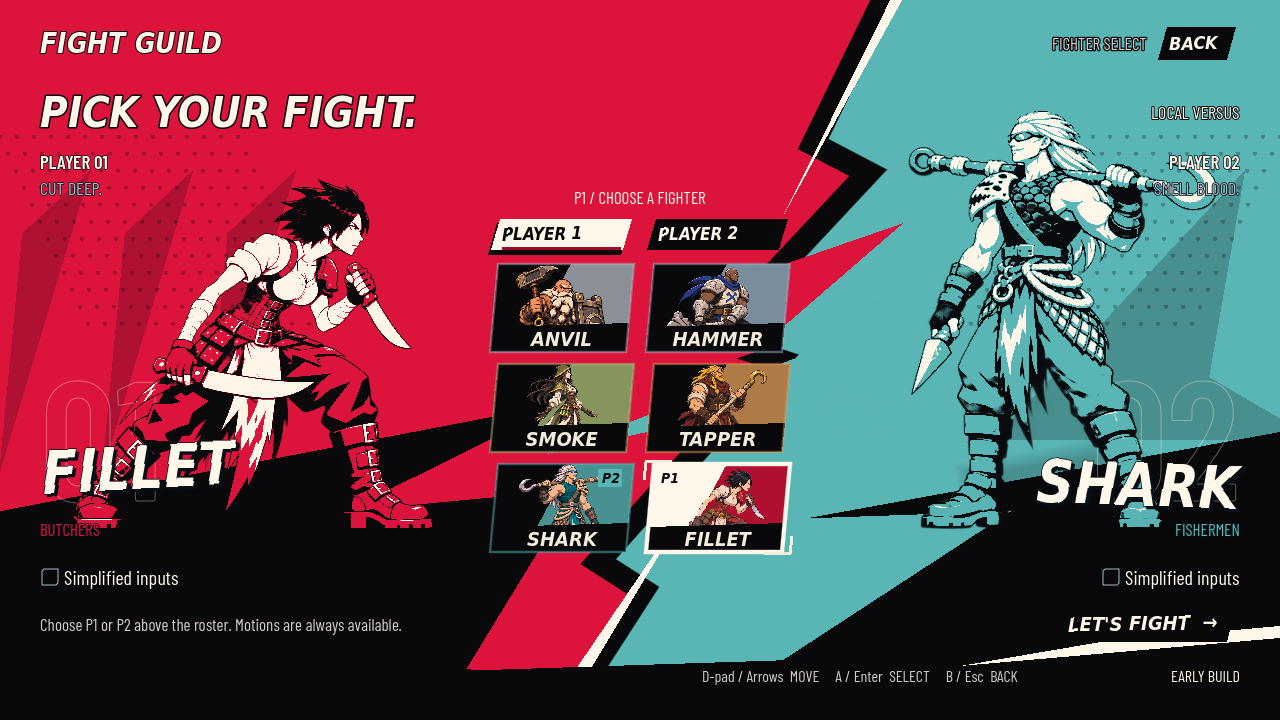 FIGHT GUILD
FIGHTER SELECT
BACK
PICK YOUR FIGHT.
LOCAL VERSUS
PLAYER 01
CUT DEEP.
PLAYER 02
SMELL BLOOD.
P1 / CHOOSE A FIGHTER
PLAYER 1
PLAYER 2
ANVIL
HAMMER
SMOKE
TAPPER
P2
SHARK
P1
FILLET
01
FILLET
BUTCHERS
02
SHARK
FISHERMEN
Simplified inputs
Simplified inputs
Choose P1 or P2 above the roster. Motions are always available.
LET'S FIGHT →
D-pad / Arrows MOVE A / Enter SELECT B / Esc BACK
EARLY BUILD